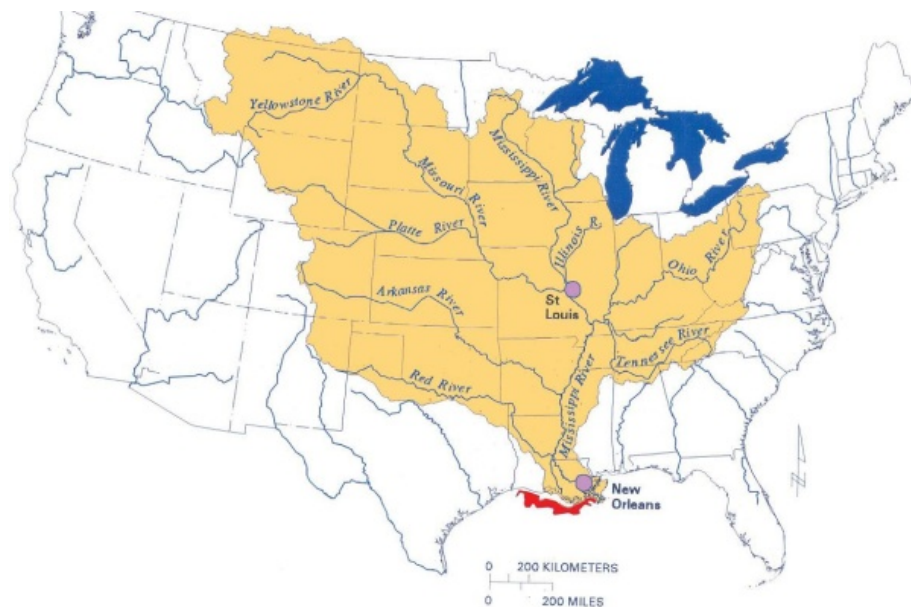 Yellowstone River
Mississippi River
Missouri River
Platte River
Illinois R.
Ohio River
Arkansas River
St
Louis
Tennessee River
Red River
Mississippi River
New
Orleans
N
0 200 KILOMETERS
0 200 MILES